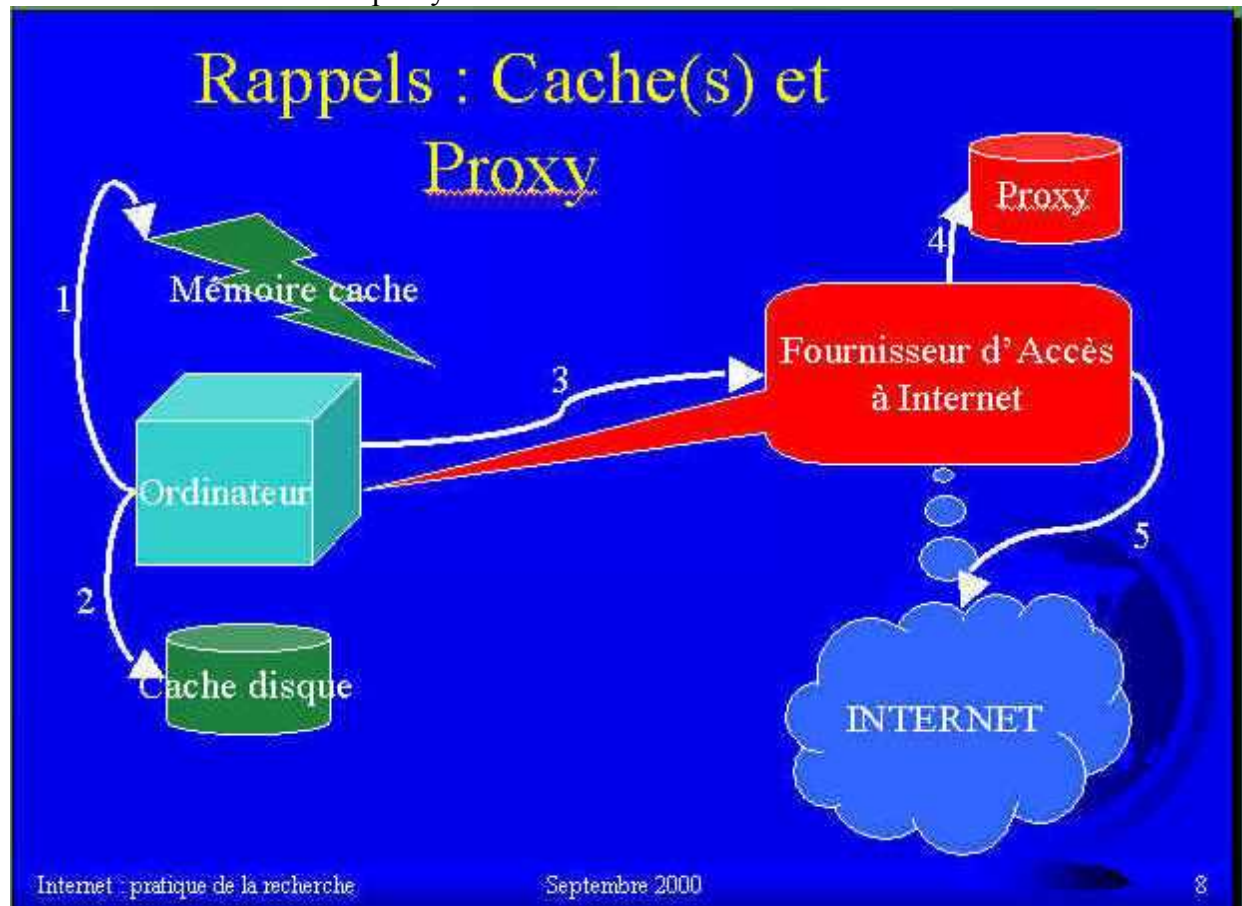 Rappels : Cache(s) et
Proxy
Proxy
4
1
Mémoire cache
Fournisseur d'Accès
à Internet
3
Ordinateur
5
2
Cache disque
INTERNET
Internet : pratique de la recherche
Septembre 2000
8